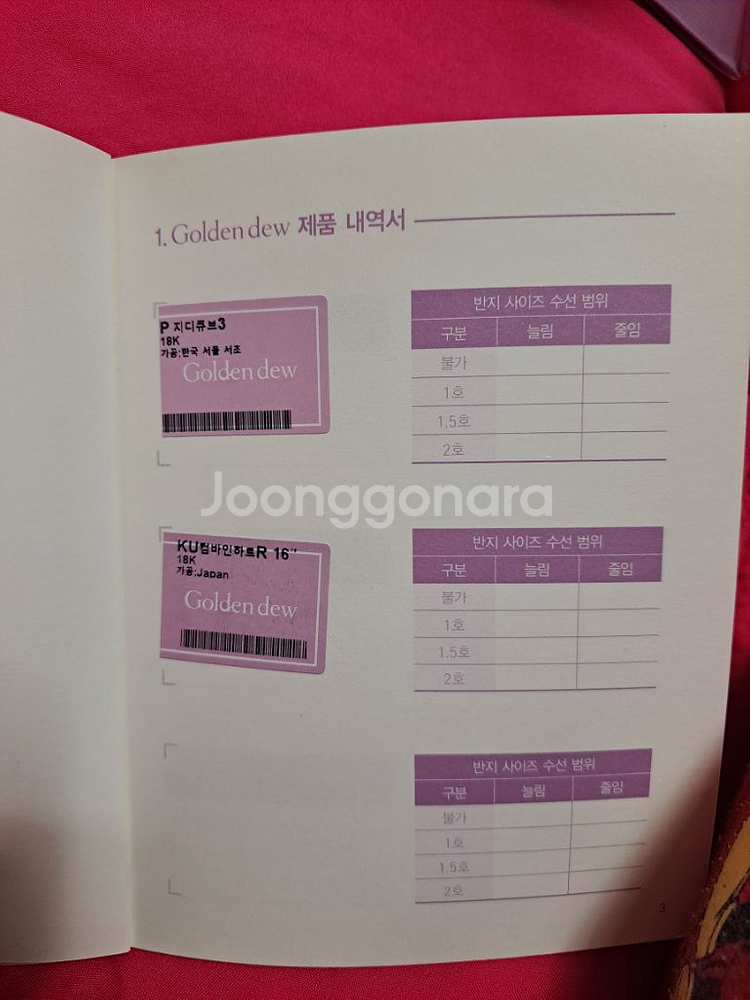 1. Golden dew 제품 내역서
P 지디큐브3
18K
가공:한국 서울 서초
Golden dew
반지 사이즈 수선 범위
구분 늘림 줄임
불가
1호
1.5호
2호
Joonggonara
KU컴바인하트R 16"
18K
가공:Japan
Golden dew
반지 사이즈 수선 범위
구분 늘림 줄임
불가
1호
1.5호
2호
반지 사이즈 수선 범위
구분 늘림 줄임
불가
1호
1.5호
2호
3